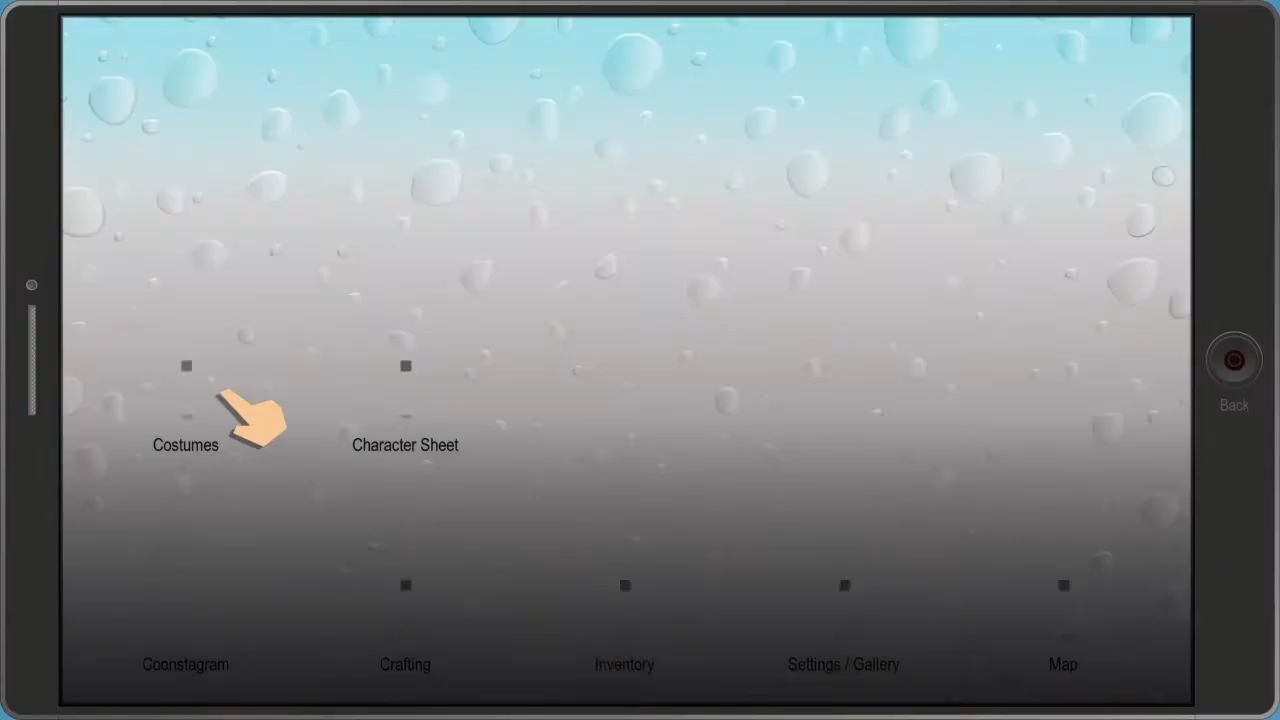 Back
Costumes
Character Sheet
Coonstagram
Crafting
Inventory
Settings / Gallery
Map